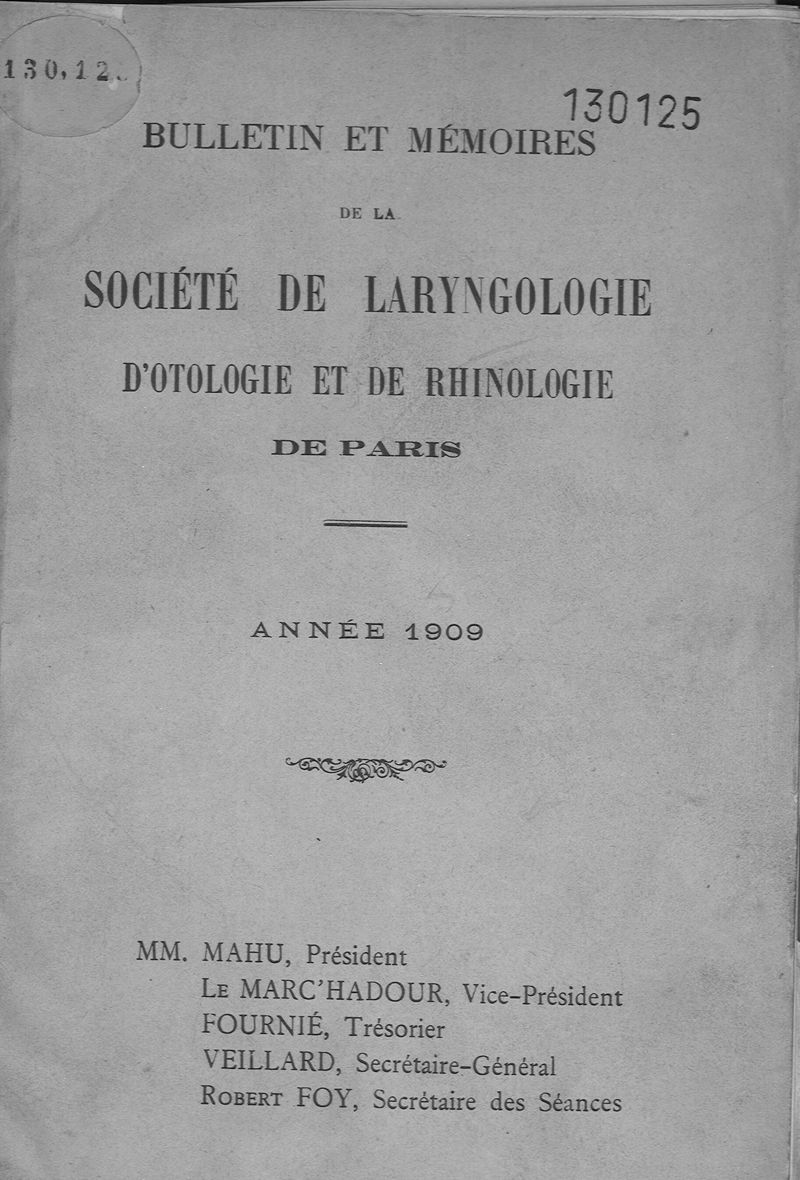 130,12
130125
BULLETIN ET MÉMOIRES
DE LA
SOCIÉTÉ DE LARYNGOLOGIE
D'OTOLOGIE ET DE RHINOLOGIE
DE PARIS
ANNÉE 1909
MM. MAHU, Président
LE MARC'HADOUR, Vice-Président
FOURNIÉ, Trésorier
VEILLARD, Secrétaire-Général
ROBERT FOY, Secrétaire des Séances